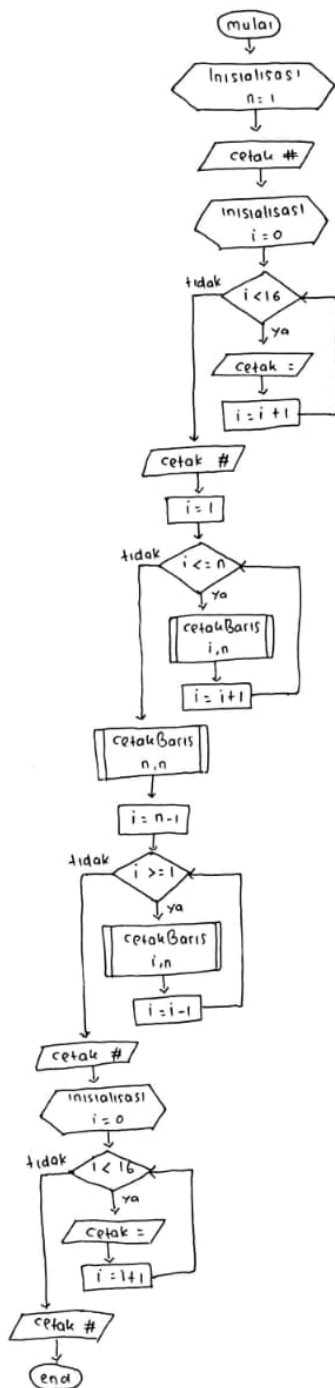 mulai
Inisialisasi
n = 1
cetak #
Inisialisasi
i = 0
tidak
i < 16
ya
cetak =
i = i + 1
cetak #
i = 1
tidak
i <= n
ya
cetakBaris
i, n
i = i+1
cetakBaris
n, n
i = n-1
tidak
i >= 1
ya
cetakBaris
i, n
i = i-1
cetak #
Inisialisasi
i = 0
tidak
i < 16
ya
cetak =
i = i+1
cetak #
end